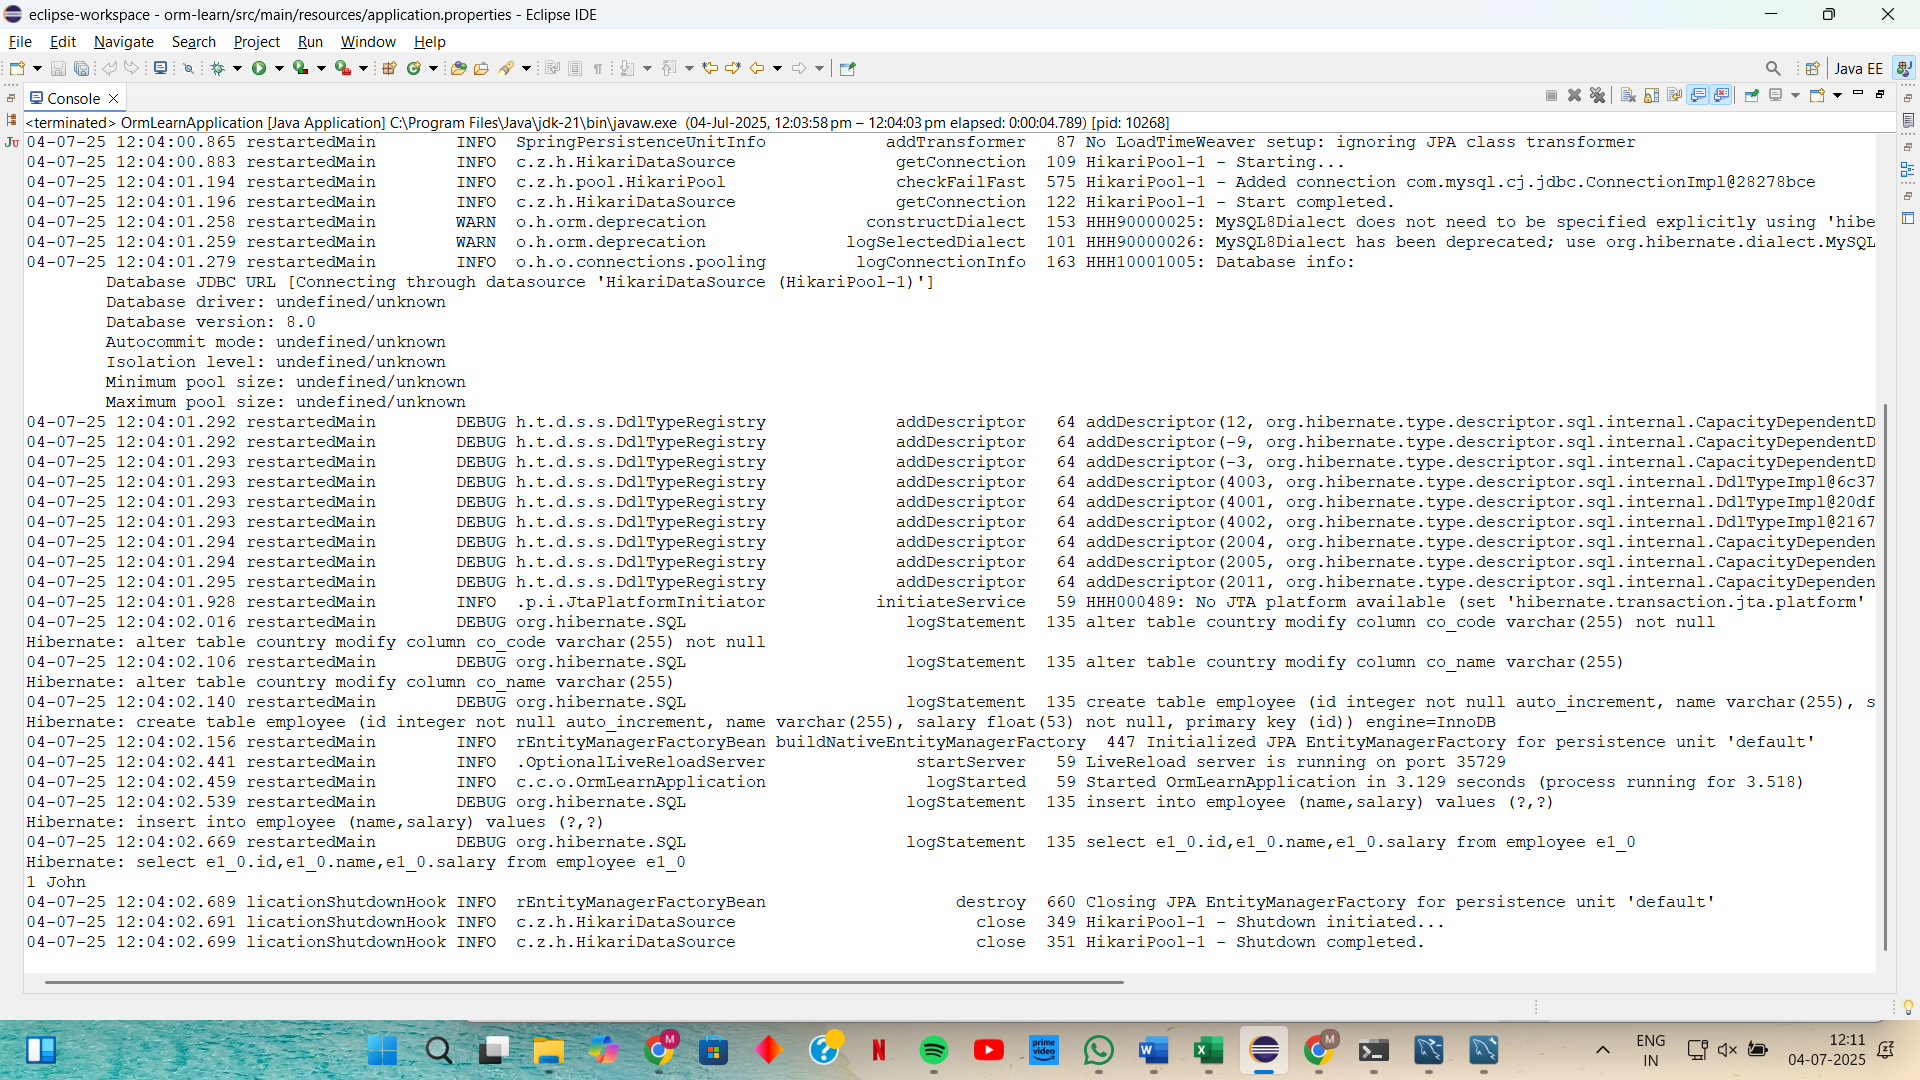 eclipse-workspace - orm-learn/src/main/resources/application.properties - Eclipse IDE
File Edit Navigate Search Project Run Window Help
Java EE
Console
<terminated> OrmLearnApplication [Java Application] C:\Program Files\Java\jdk-21\bin\javaw.exe (04-Jul-2025, 12:03:58 pm – 12:04:03 pm elapsed: 0:00:04.789) [pid: 10268]
04-07-25 12:04:00.865 restartedMain INFO SpringPersistenceUnitInfo addTransformer 87 No LoadTimeWeaver setup: ignoring JPA class transformer
04-07-25 12:04:00.883 restartedMain INFO c.z.h.HikariDataSource getConnection 109 HikariPool-1 - Starting...
04-07-25 12:04:01.194 restartedMain INFO c.z.h.pool.HikariPool checkFailFast 575 HikariPool-1 - Added connection com.mysql.cj.jdbc.ConnectionImpl@28278bce
04-07-25 12:04:01.196 restartedMain INFO c.z.h.HikariDataSource getConnection 122 HikariPool-1 - Start completed.
04-07-25 12:04:01.258 restartedMain WARN o.h.orm.deprecation constructDialect 153 HHH90000025: MySQL8Dialect does not need to be specified explicitly using 'hibe
04-07-25 12:04:01.259 restartedMain WARN o.h.orm.deprecation logSelectedDialect 101 HHH90000026: MySQL8Dialect has been deprecated; use org.hibernate.dialect.MySQL
04-07-25 12:04:01.279 restartedMain INFO o.h.o.connections.pooling logConnectionInfo 163 HHH10001005: Database info:
Database JDBC URL [Connecting through datasource 'HikariDataSource (HikariPool-1)']
Database driver: undefined/unknown
Database version: 8.0
Autocommit mode: undefined/unknown
Isolation level: undefined/unknown
Minimum pool size: undefined/unknown
Maximum pool size: undefined/unknown
04-07-25 12:04:01.292 restartedMain DEBUG h.t.d.s.s.DdlTypeRegistry addDescriptor 64 addDescriptor(12, org.hibernate.type.descriptor.sql.internal.CapacityDependentD
04-07-25 12:04:01.292 restartedMain DEBUG h.t.d.s.s.DdlTypeRegistry addDescriptor 64 addDescriptor(-9, org.hibernate.type.descriptor.sql.internal.CapacityDependentD
04-07-25 12:04:01.293 restartedMain DEBUG h.t.d.s.s.DdlTypeRegistry addDescriptor 64 addDescriptor(-3, org.hibernate.type.descriptor.sql.internal.CapacityDependentD
04-07-25 12:04:01.293 restartedMain DEBUG h.t.d.s.s.DdlTypeRegistry addDescriptor 64 addDescriptor(4003, org.hibernate.type.descriptor.sql.internal.DdlTypeImpl@6c37
04-07-25 12:04:01.293 restartedMain DEBUG h.t.d.s.s.DdlTypeRegistry addDescriptor 64 addDescriptor(4001, org.hibernate.type.descriptor.sql.internal.DdlTypeImpl@20df
04-07-25 12:04:01.293 restartedMain DEBUG h.t.d.s.s.DdlTypeRegistry addDescriptor 64 addDescriptor(4002, org.hibernate.type.descriptor.sql.internal.DdlTypeImpl@2167
04-07-25 12:04:01.294 restartedMain DEBUG h.t.d.s.s.DdlTypeRegistry addDescriptor 64 addDescriptor(2004, org.hibernate.type.descriptor.sql.internal.CapacityDependen
04-07-25 12:04:01.294 restartedMain DEBUG h.t.d.s.s.DdlTypeRegistry addDescriptor 64 addDescriptor(2005, org.hibernate.type.descriptor.sql.internal.CapacityDependen
04-07-25 12:04:01.295 restartedMain DEBUG h.t.d.s.s.DdlTypeRegistry addDescriptor 64 addDescriptor(2011, org.hibernate.type.descriptor.sql.internal.CapacityDependen
04-07-25 12:04:01.928 restartedMain INFO .p.i.JtaPlatformInitiator initiateService 59 HHH000489: No JTA platform available (set 'hibernate.transaction.jta.platform'
04-07-25 12:04:02.016 restartedMain DEBUG org.hibernate.SQL logStatement 135 alter table country modify column co_code varchar(255) not null
Hibernate: alter table country modify column co_code varchar(255) not null
04-07-25 12:04:02.106 restartedMain DEBUG org.hibernate.SQL logStatement 135 alter table country modify column co_name varchar(255)
Hibernate: alter table country modify column co_name varchar(255)
04-07-25 12:04:02.140 restartedMain DEBUG org.hibernate.SQL logStatement 135 create table employee (id integer not null auto_increment, name varchar(255), s
Hibernate: create table employee (id integer not null auto_increment, name varchar(255), salary float(53) not null, primary key (id)) engine=InnoDB
04-07-25 12:04:02.156 restartedMain INFO rEntityManagerFactoryBean buildNativeEntityManagerFactory 447 Initialized JPA EntityManagerFactory for persistence unit 'default'
04-07-25 12:04:02.441 restartedMain INFO .OptionalLiveReloadServer startServer 59 LiveReload server is running on port 35729
04-07-25 12:04:02.459 restartedMain INFO c.c.o.OrmLearnApplication logStarted 59 Started OrmLearnApplication in 3.129 seconds (process running for 3.518)
04-07-25 12:04:02.539 restartedMain DEBUG org.hibernate.SQL logStatement 135 insert into employee (name,salary) values (?,?)
Hibernate: insert into employee (name,salary) values (?,?)
04-07-25 12:04:02.669 restartedMain DEBUG org.hibernate.SQL logStatement 135 select e1_0.id,e1_0.name,e1_0.salary from employee e1_0
Hibernate: select e1_0.id,e1_0.name,e1_0.salary from employee e1_0
1 John
04-07-25 12:04:02.689 licationShutdownHook INFO rEntityManagerFactoryBean destroy 660 Closing JPA EntityManagerFactory for persistence unit 'default'
04-07-25 12:04:02.691 licationShutdownHook INFO c.z.h.HikariDataSource close 349 HikariPool-1 - Shutdown initiated...
04-07-25 12:04:02.699 licationShutdownHook INFO c.z.h.HikariDataSource close 351 HikariPool-1 - Shutdown completed.
ENG
IN
12:11
04-07-2025